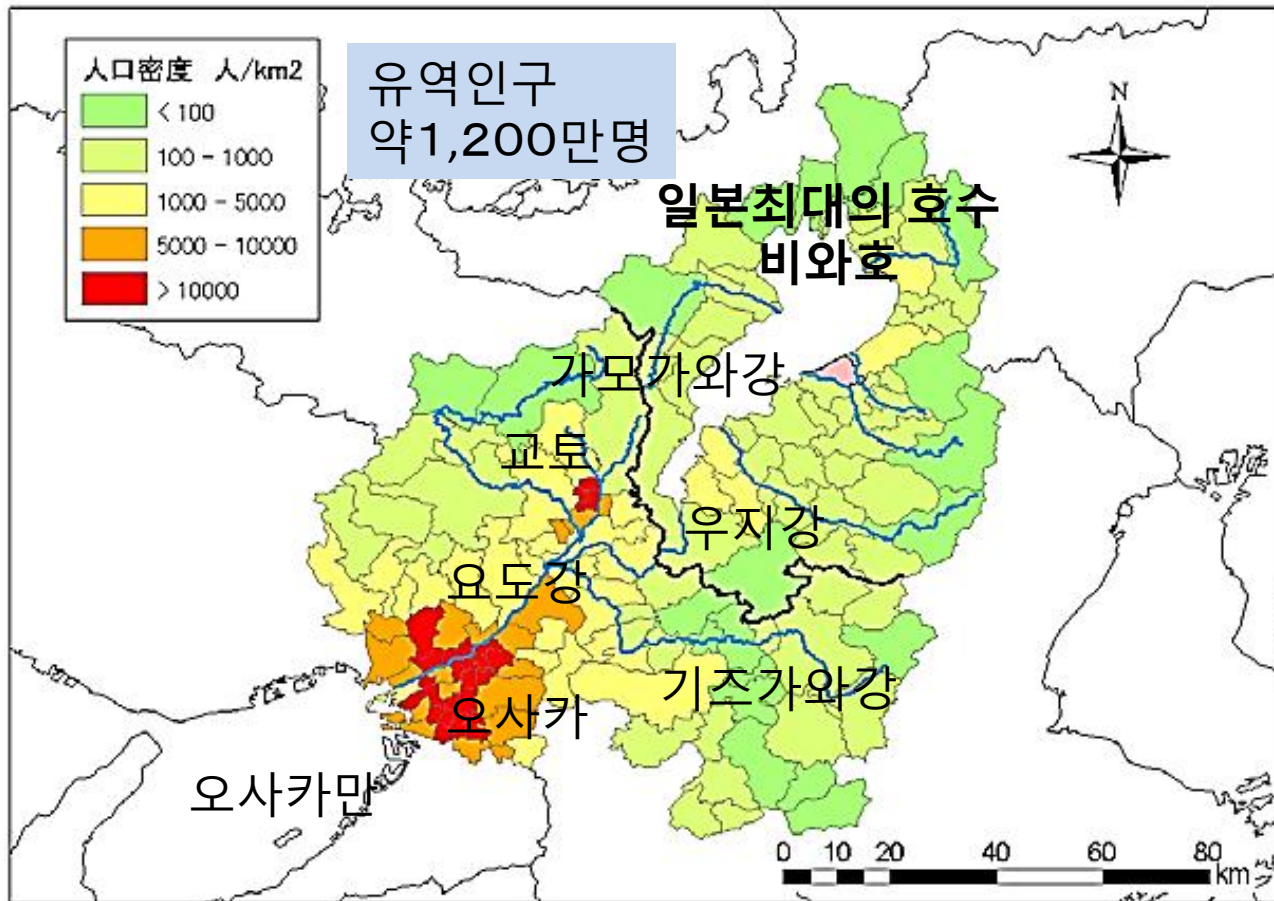 人口密度 人/km2
< 100
100 - 1000
1000 - 5000
5000 - 10000
> 10000
유역인구
약1,200만명
N
일본최대의 호수
비와호
가모가와강
교토
우지강
요도강
기즈가와강
오사카
오사카만
0 10 20 40 60 80
km